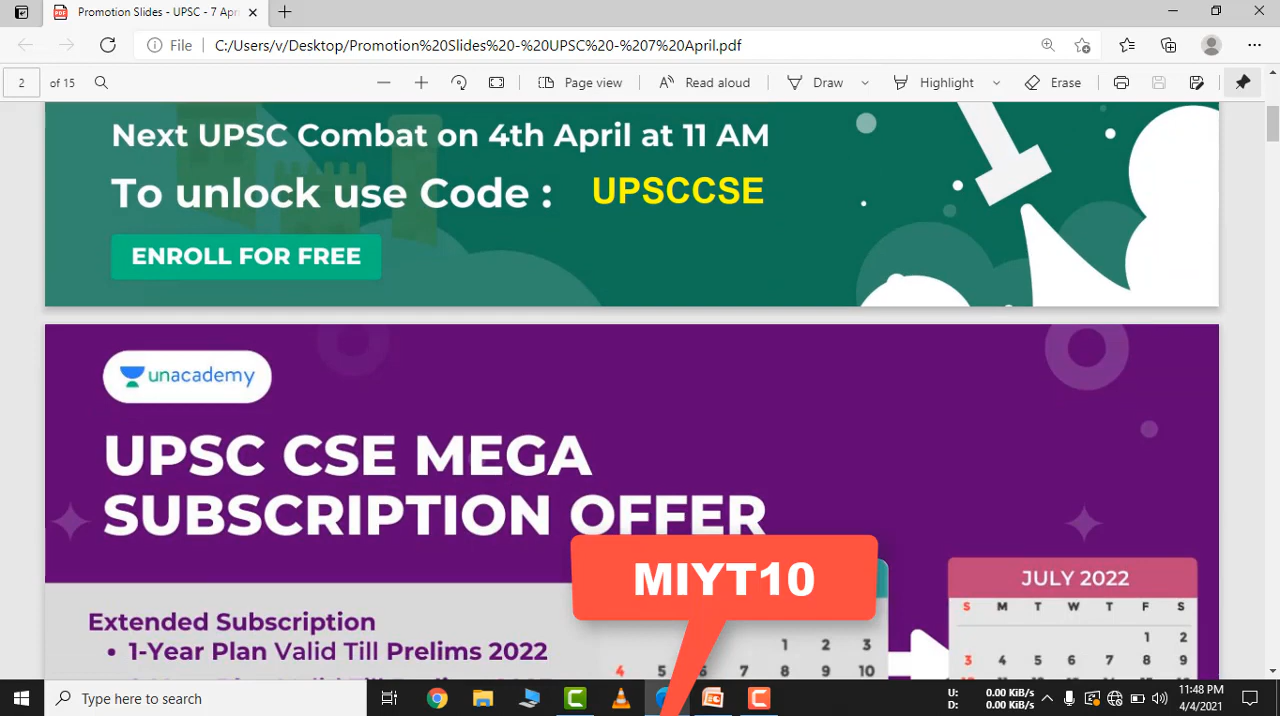 Promotion Slides - UPSC - 7 Apr
File
C:/Users/v/Desktop/Promotion%20Slides%20-%20UPSC%20-%207%20April.pdf
2 of 15
Page view
Read aloud
Draw
Highlight
Erase
Next UPSC Combat on 4th April at 11 AM
To unlock use Code : UPSCCSE
ENROLL FOR FREE
unacademy
UPSC CSE MEGA
SUBSCRIPTION OFFER
MIYT10
JULY 2022
S M T W T F S
Extended Subscription
• 1-Year Plan Valid Till Prelims 2022
1 2 3
4 5 6 7 8 9 10
1 2
3 4 5 6 7 8 9
Type here to search
U: 0.00 KiB/s
D: 0.00 KiB/s
11:48 PM
4/4/2021